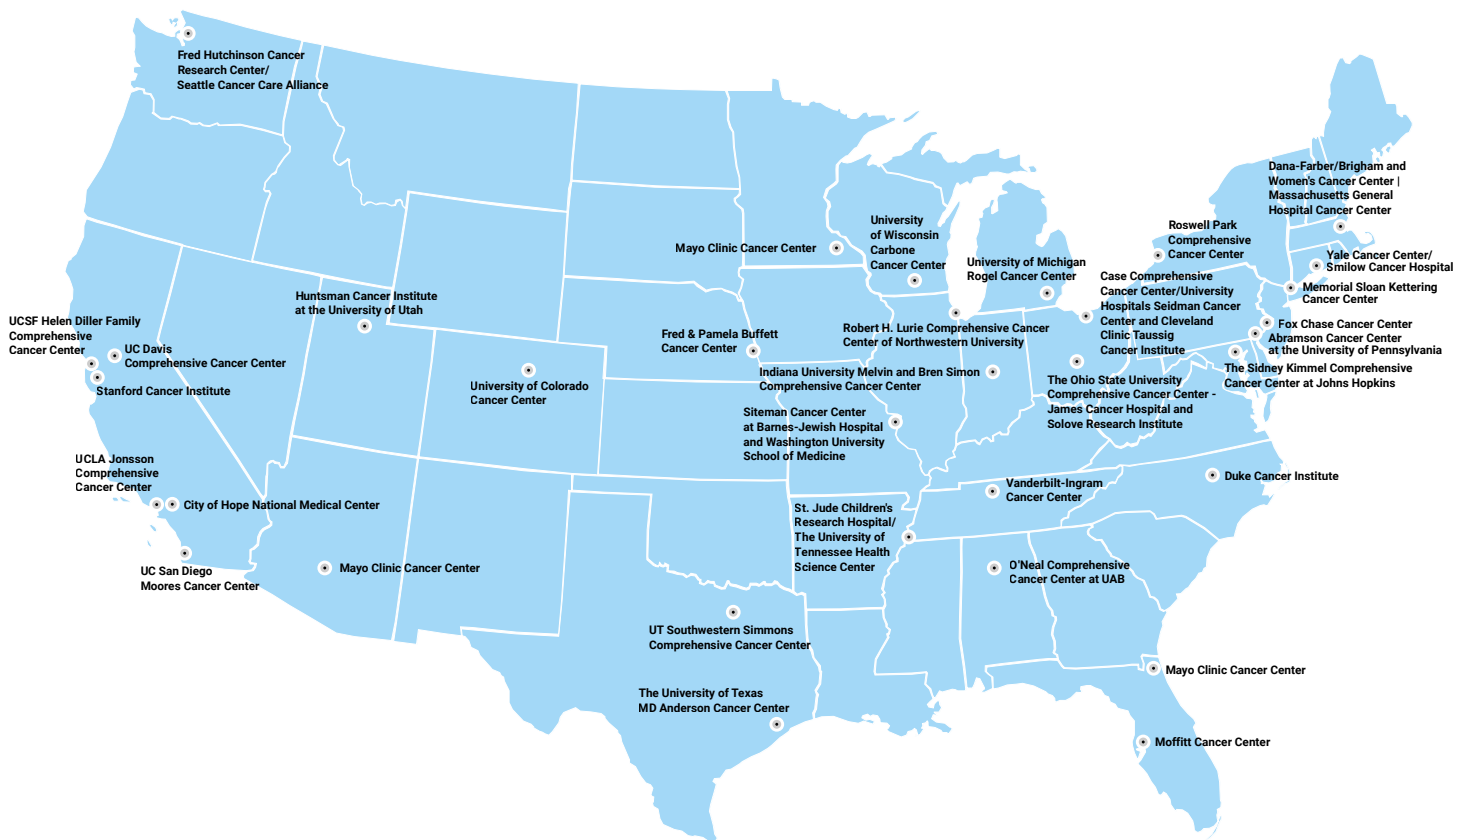 Fred Hutchinson Cancer
Research Center/
Seattle Cancer Care Alliance
Dana-Farber/Brigham and
Women's Cancer Center |
Massachusetts General
Hospital Cancer Center
University
of Wisconsin
Carbone
Cancer Center
Roswell Park
Comprehensive
Cancer Center
Mayo Clinic Cancer Center
University of Michigan
Rogel Cancer Center
Yale Cancer Center/
Smilow Cancer Hospital
Case Comprehensive
Cancer Center/University
Hospitals Seidman Cancer
Center and Cleveland
Clinic Taussig
Cancer Institute
Memorial Sloan Kettering
Cancer Center
Huntsman Cancer Institute
at the University of Utah
UCSF Helen Diller Family
Comprehensive
Cancer Center
UC Davis
Comprehensive Cancer Center
Stanford Cancer Institute
Fred & Pamela Buffett
Cancer Center
Robert H. Lurie Comprehensive Cancer
Center of Northwestern University
Fox Chase Cancer Center
Abramson Cancer Center
at the University of Pennsylvania
The Sidney Kimmel Comprehensive
Cancer Center at Johns Hopkins
University of Colorado
Cancer Center
Indiana University Melvin and Bren Simon
Comprehensive Cancer Center
The Ohio State University
Comprehensive Cancer Center -
James Cancer Hospital and
Solove Research Institute
Siteman Cancer Center
at Barnes-Jewish Hospital
and Washington University
School of Medicine
UCLA Jonsson
Comprehensive
Cancer Center
City of Hope National Medical Center
Vanderbilt-Ingram
Cancer Center
Duke Cancer Institute
St. Jude Children's
Research Hospital/
The University of
Tennessee Health
Science Center
UC San Diego
Moores Cancer Center
Mayo Clinic Cancer Center
O'Neal Comprehensive
Cancer Center at UAB
UT Southwestern Simmons
Comprehensive Cancer Center
Mayo Clinic Cancer Center
The University of Texas
MD Anderson Cancer Center
Moffitt Cancer Center